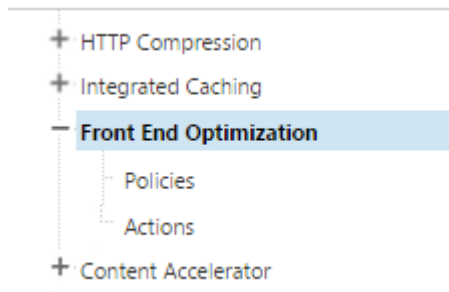 HTTP Compression
Integrated Caching
Front End Optimization
Policies
Actions
Content Accelerator